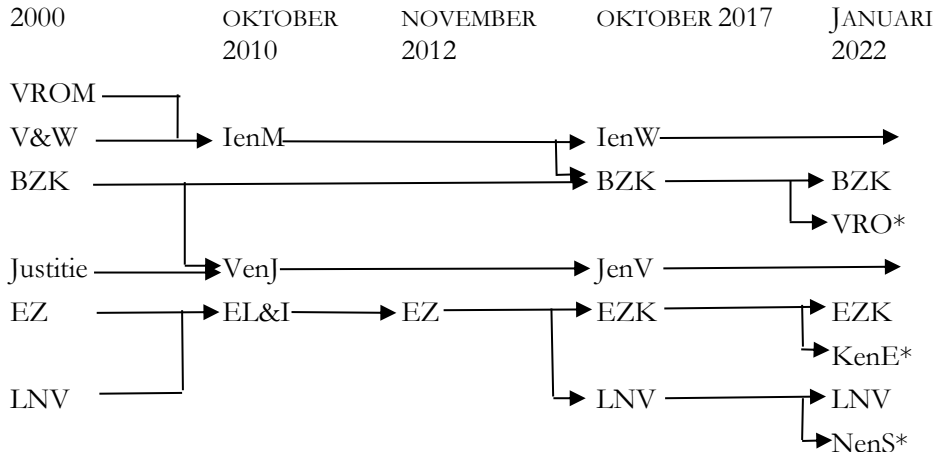 2000 OKTOBER 2010 NOVEMBER 2012 OKTOBER 2017 JANUARI 2022
VROM
V&W IenM IenW
BZK BZK BZK
VRO*
Justitie VenJ JenV
EZ EL&I EZ EZK EZK
KenE*
LNV LNV LNV
NenS*